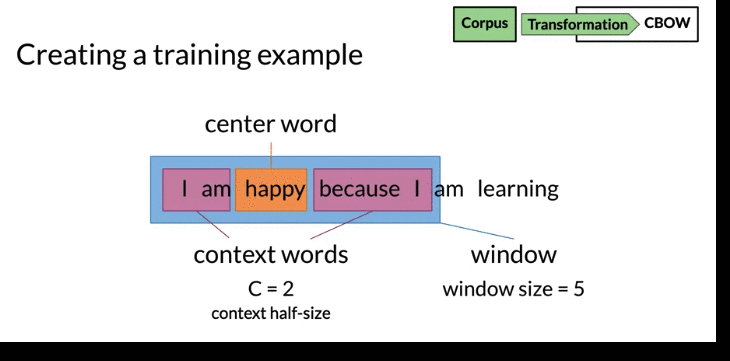 Corpus Transformation CBOW
Creating a training example
center word
I am happy because I am learning
context words window
C = 2 window size = 5
context half-size